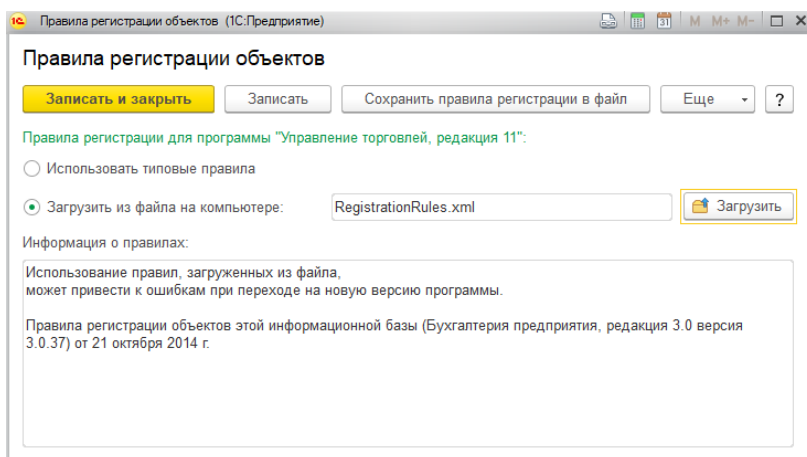 1С Правила регистрации объектов (1С:Предприятие) 31 M M+ M-
Правила регистрации объектов
Записать и закрыть Записать Сохранить правила регистрации в файл Еще ?
Правила регистрации для программы "Управление торговлей, редакция 11":
Использовать типовые правила
Загрузить из файла на компьютере: RegistrationRules.xml Загрузить
Информация о правилах:
Использование правил, загруженных из файла,
может привести к ошибкам при переходе на новую версию программы.
Правила регистрации объектов этой информационной базы (Бухгалтерия предприятия, редакция 3.0 версия
3.0.37) от 21 октября 2014 г.